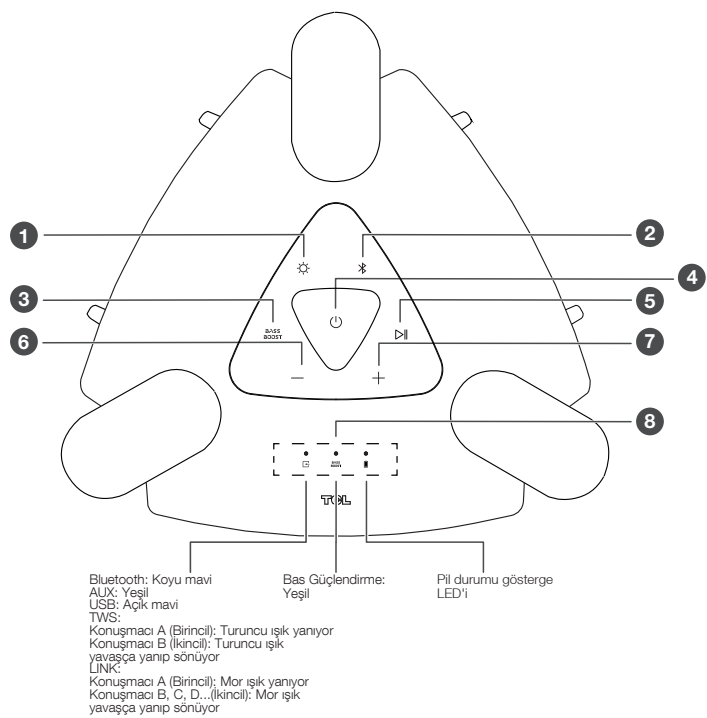 1
2
3
4
5
BASS
BOOST
6
7
8
BASS
BOOST
TCL
Bluetooth: Koyu mavi
AUX: Yeşil
USB: Açik mavi
TWS:
Konuşmacı A (Birincil): Turuncu ışık yanıyor
Konuşmacı B (İkincil): Turuncu ışık
yavaşça yanıp sönüyor
LINK:
Konuşmacı A (Birincil): Mor ışık yanıyor
Konuşmacı B, C, D...(İkincil): Mor ışık
yavaşça yanıp sönüyor
Bas Güçlendirme:
Yeşil
Pil durumu gösterge
LED'i